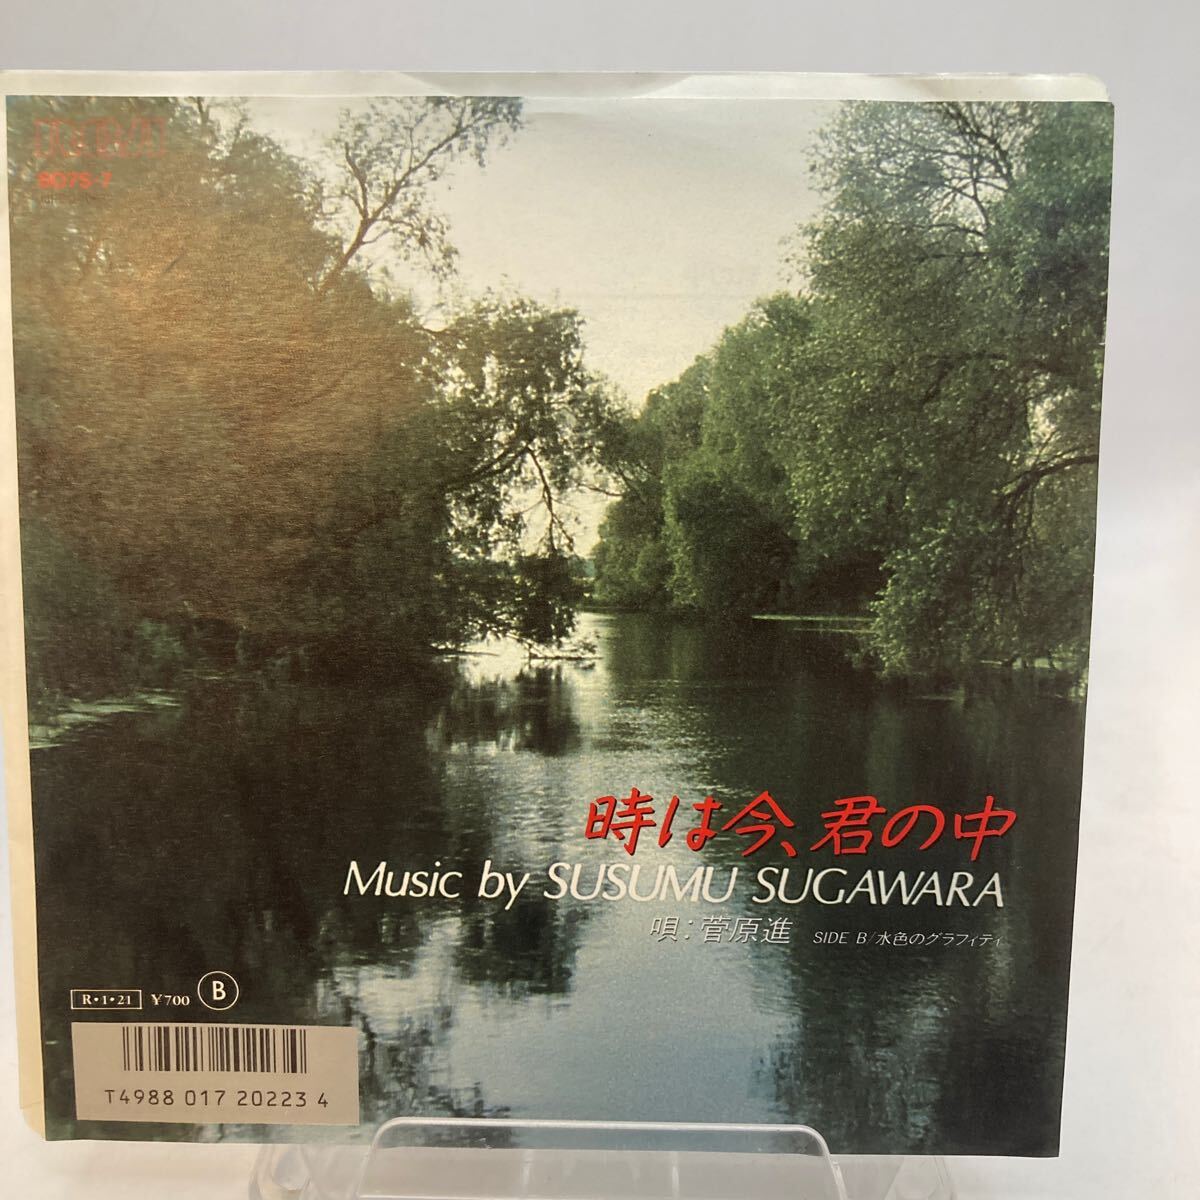 RCA
B07S-7
時は今、君の中
Music by SUSUMU SUGAWARA
唄：菅原進 SIDE B/水色のグラフィティ
R・1・21 ¥700 B
T4988 017 20223 4